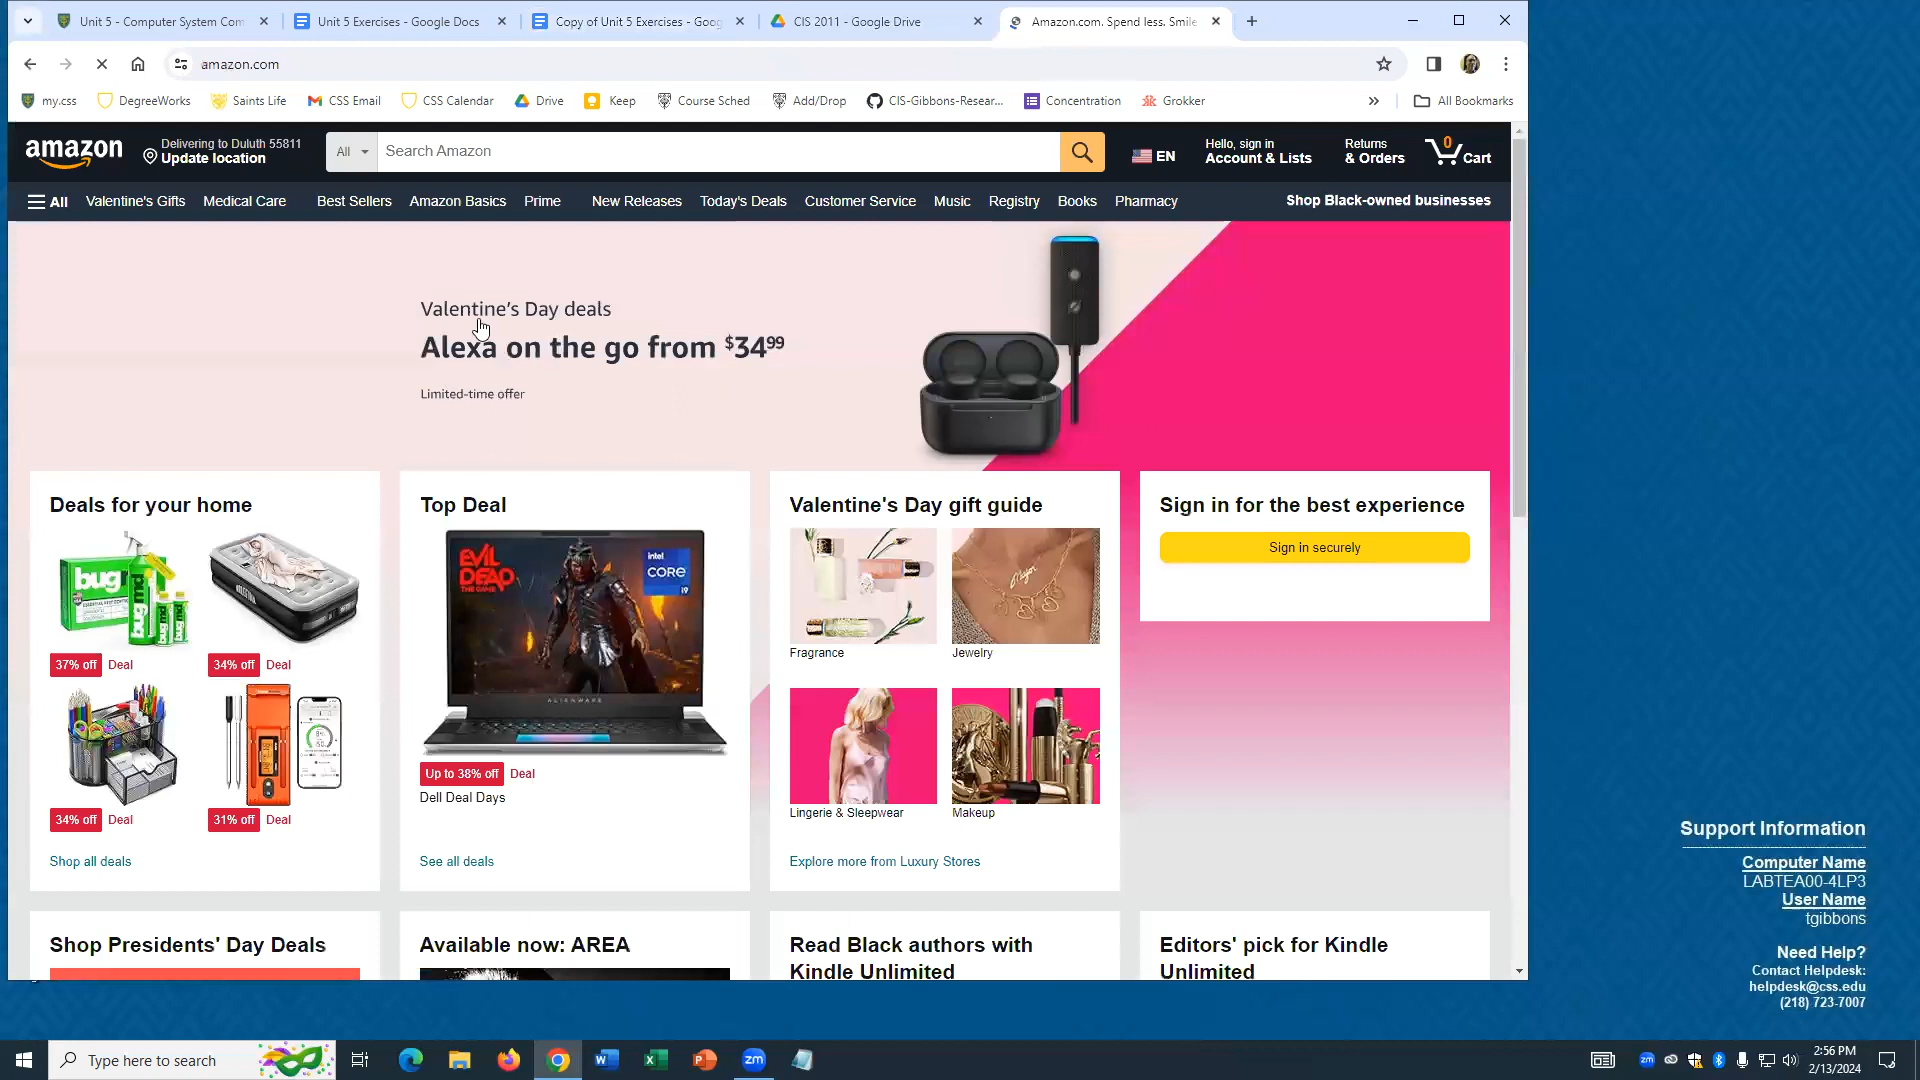 Unit 5 - Computer System Com
Unit 5 Exercises - Google Docs
Copy of Unit 5 Exercises - Goog
CIS 2011 - Google Drive
Amazon.com. Spend less. Smile
amazon.com
my.css
DegreeWorks
Saints Life
CSS Email
CSS Calendar
Drive
Keep
Course Sched
Add/Drop
CIS-Gibbons-Resear...
Concentration
Grokker
All Bookmarks
amazon
Delivering to Duluth 55811
Update location
All
Search Amazon
EN
Hello, sign in
Account & Lists
Returns
& Orders
0
Cart
All
Valentine's Gifts
Medical Care
Best Sellers
Amazon Basics
Prime
New Releases
Today's Deals
Customer Service
Music
Registry
Books
Pharmacy
Shop Black-owned businesses
Valentine's Day deals
Alexa on the go from $34.99
Limited-time offer
Deals for your home
bug
bugmd
37% off Deal
34% off Deal
34% off Deal
31% off Deal
Shop all deals
Top Deal
EVIL
DEAD
THE GAME
intel
CORE
i9
ALIENWARE
Up to 38% off Deal
Dell Deal Days
See all deals
Valentine's Day gift guide
Fragrance
Jewelry
Lingerie & Sleepwear
Makeup
Explore more from Luxury Stores
Sign in for the best experience
Sign in securely
Shop Presidents' Day Deals
Available now: AREA
Read Black authors with
Kindle Unlimited
Editors' pick for Kindle
Unlimited
Support Information
Computer Name
LABTEA00-4LP3
User Name
tgibbons
Need Help?
Contact Helpdesk:
helpdesk@css.edu
(218) 723-7007
Type here to search
zm
zm
2:56 PM
2/13/2024